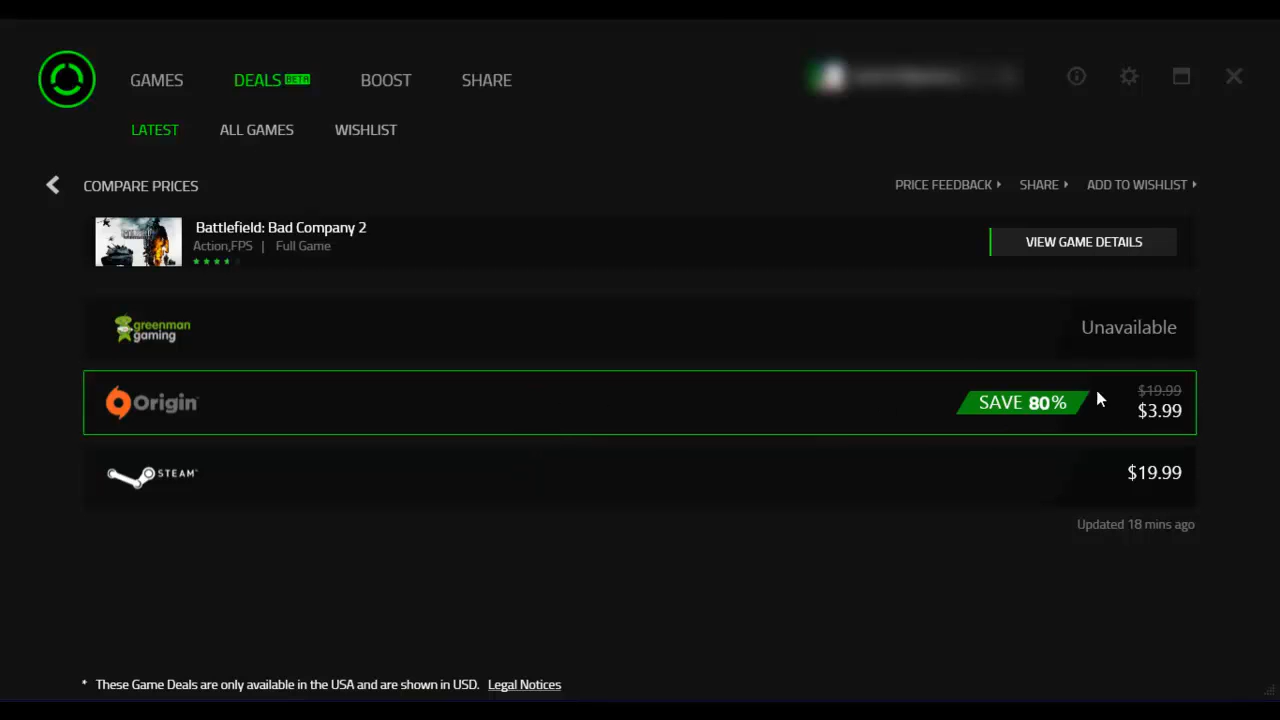 GAMES DEALS BETA BOOST SHARE
LATEST ALL GAMES WISHLIST
COMPARE PRICES PRICE FEEDBACK SHARE ADD TO WISHLIST
Battlefield: Bad Company 2
Action,FPS | Full Game
VIEW GAME DETAILS
greenman
gaming
Unavailable
Origin
SAVE 80%
$19.99
$3.99
STEAM™
$19.99
Updated 18 mins ago
* These Game Deals are only available in the USA and are shown in USD. Legal Notices